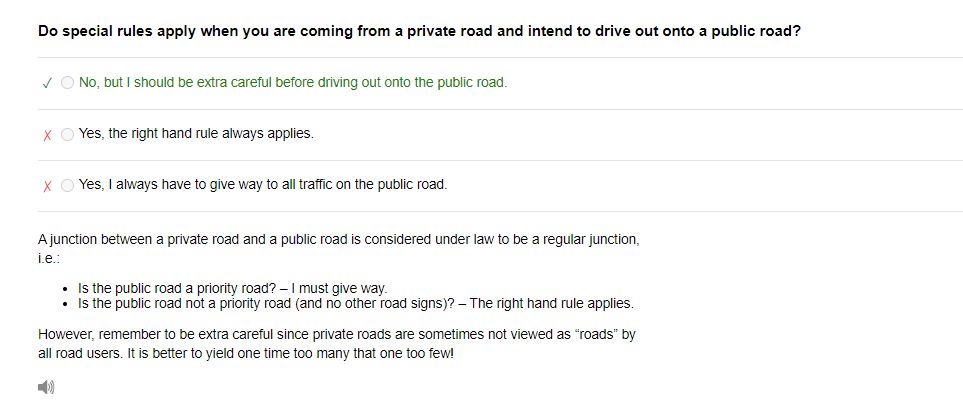 Do special rules apply when you are coming from a private road and intend to drive out onto a public road?
✓ No, but I should be extra careful before driving out onto the public road.
X Yes, the right hand rule always applies.
X Yes, I always have to give way to all traffic on the public road.
A junction between a private road and a public road is considered under law to be a regular junction,
i.e.:
• Is the public road a priority road? – I must give way.
• Is the public road not a priority road (and no other road signs)? – The right hand rule applies.
However, remember to be extra careful since private roads are sometimes not viewed as "roads" by
all road users. It is better to yield one time too many that one too few!